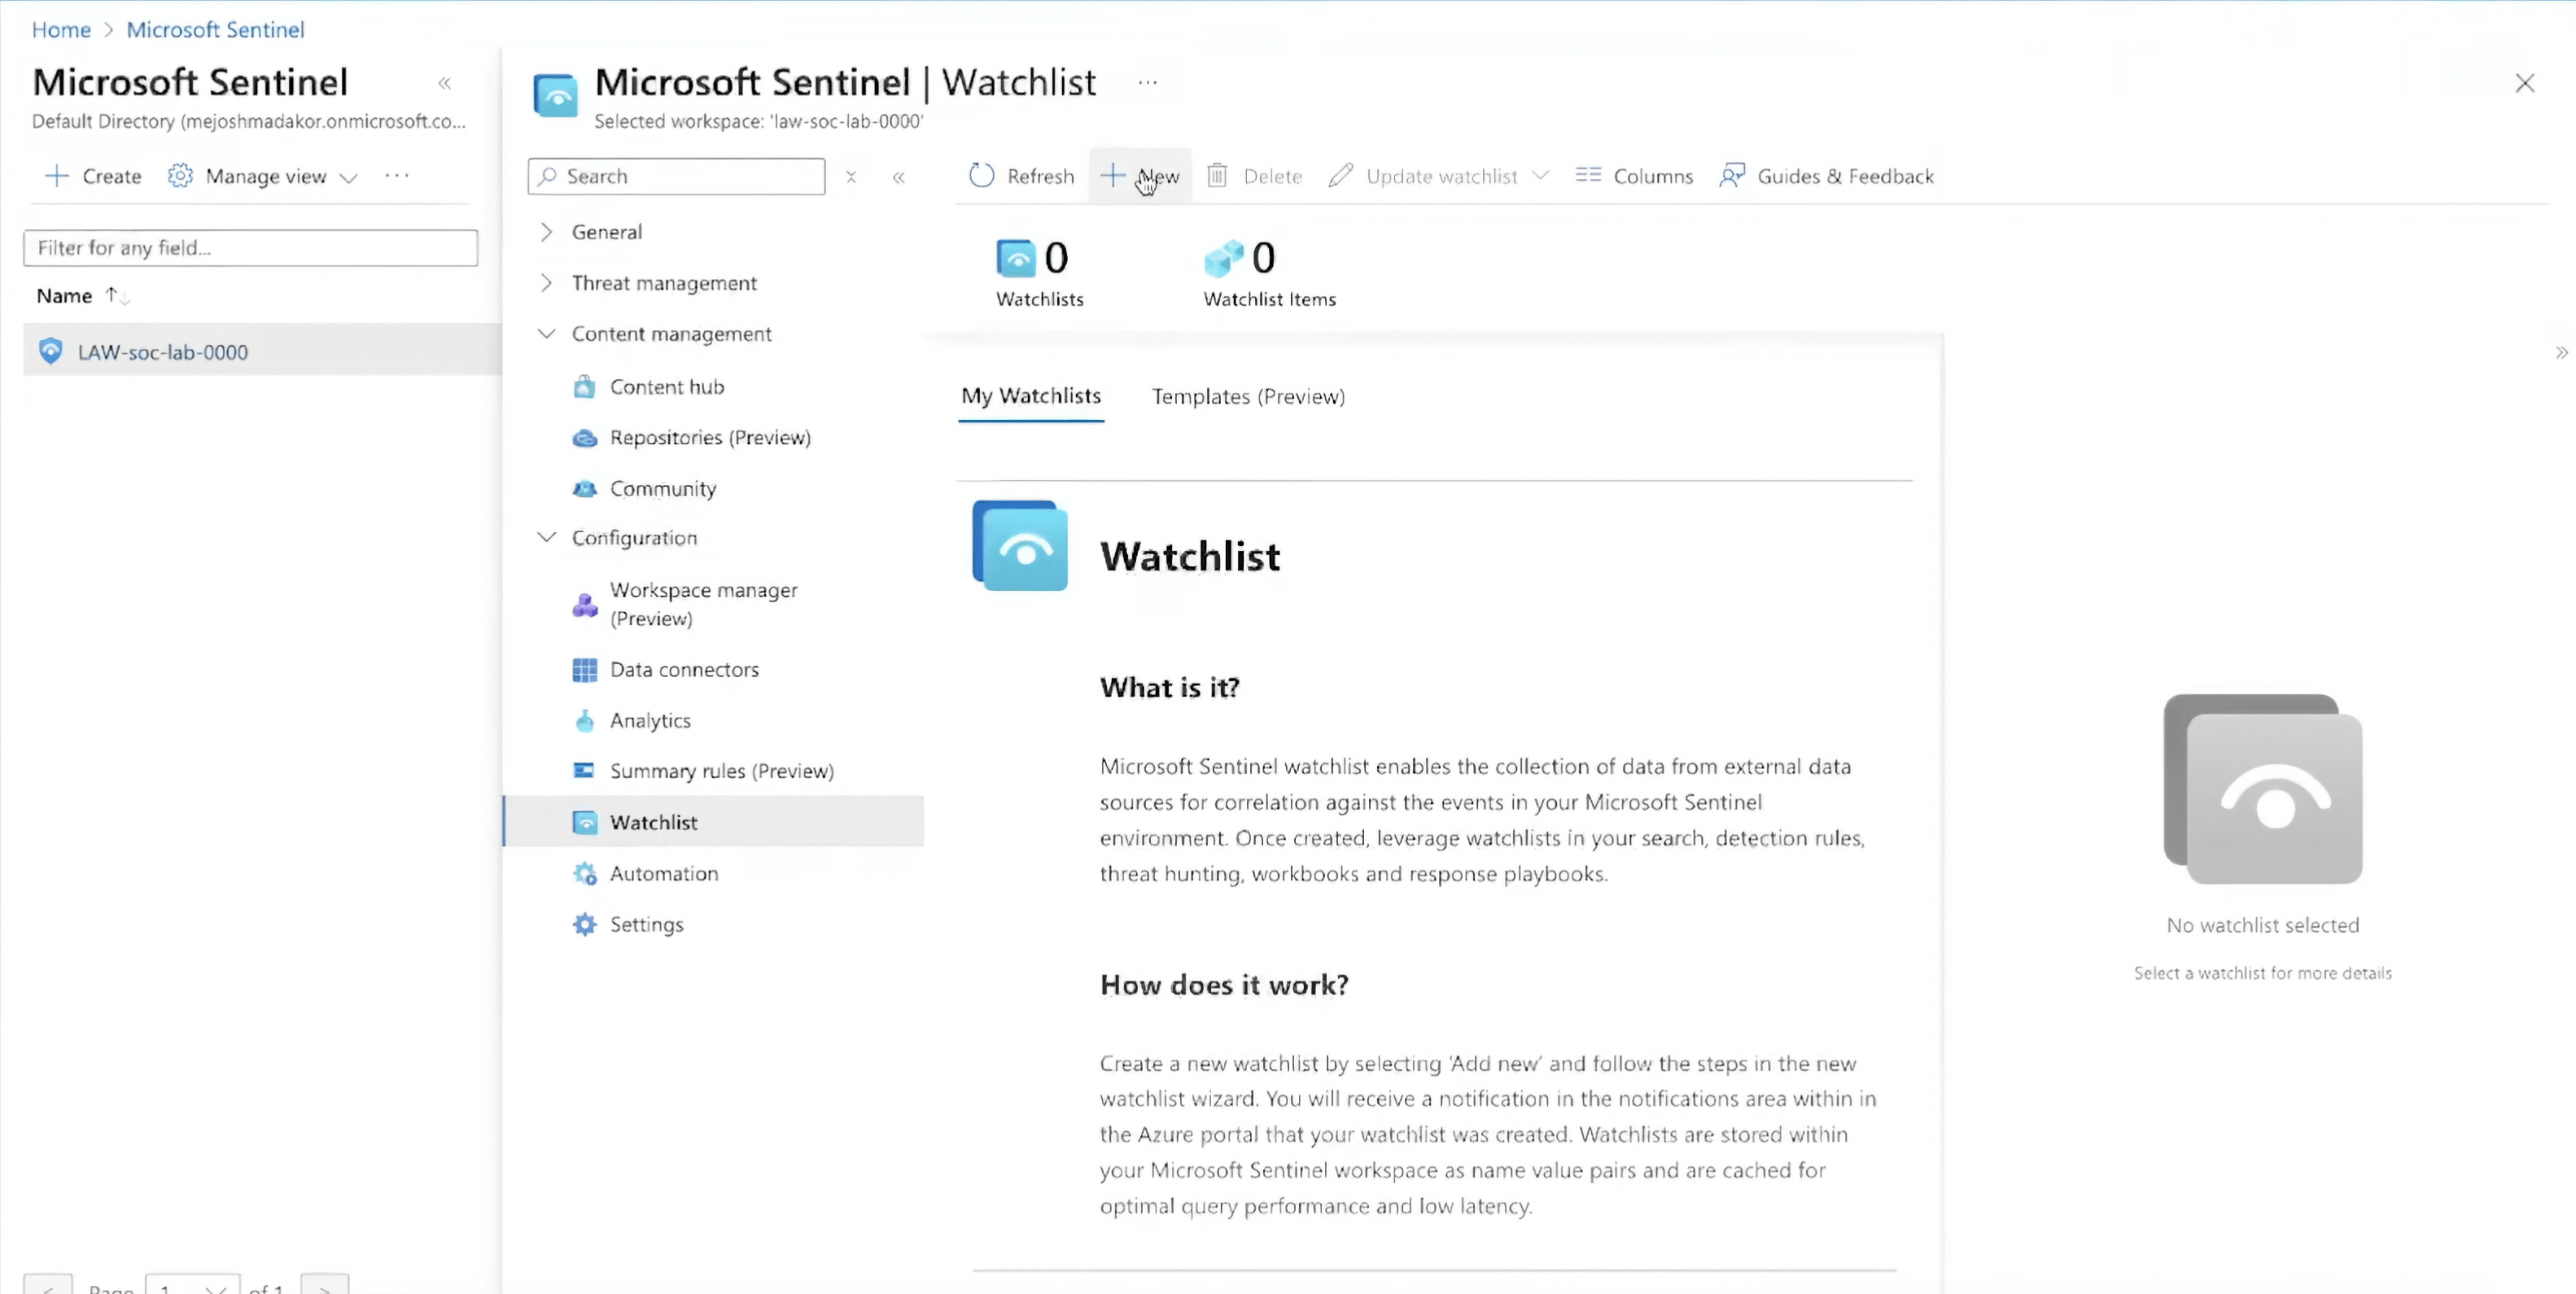 Home > Microsoft Sentinel
Microsoft Sentinel «
Default Directory (mejoshmadakor.onmicrosoft.co...
+ Create Manage view ···
Filter for any field...
Name ↑↓
LAW-soc-lab-0000
< Page 1 of 1 >
Microsoft Sentinel | Watchlist ···
Selected workspace: 'law-soc-lab-0000'
Search
General
Threat management
Content management
Content hub
Repositories (Preview)
Community
Configuration
Workspace manager
(Preview)
Data connectors
Analytics
Summary rules (Preview)
Watchlist
Automation
Settings
Refresh + New Delete Update watchlist Columns Guides & Feedback
0 0
Watchlists Watchlist Items
My Watchlists Templates (Preview)
Watchlist
What is it?
Microsoft Sentinel watchlist enables the collection of data from external data
sources for correlation against the events in your Microsoft Sentinel
environment. Once created, leverage watchlists in your search, detection rules,
threat hunting, workbooks and response playbooks.
How does it work?
Create a new watchlist by selecting 'Add new' and follow the steps in the new
watchlist wizard. You will receive a notification in the notifications area within in
the Azure portal that your watchlist was created. Watchlists are stored within
your Microsoft Sentinel workspace as name value pairs and are cached for
optimal query performance and low latency.
No watchlist selected
Select a watchlist for more details